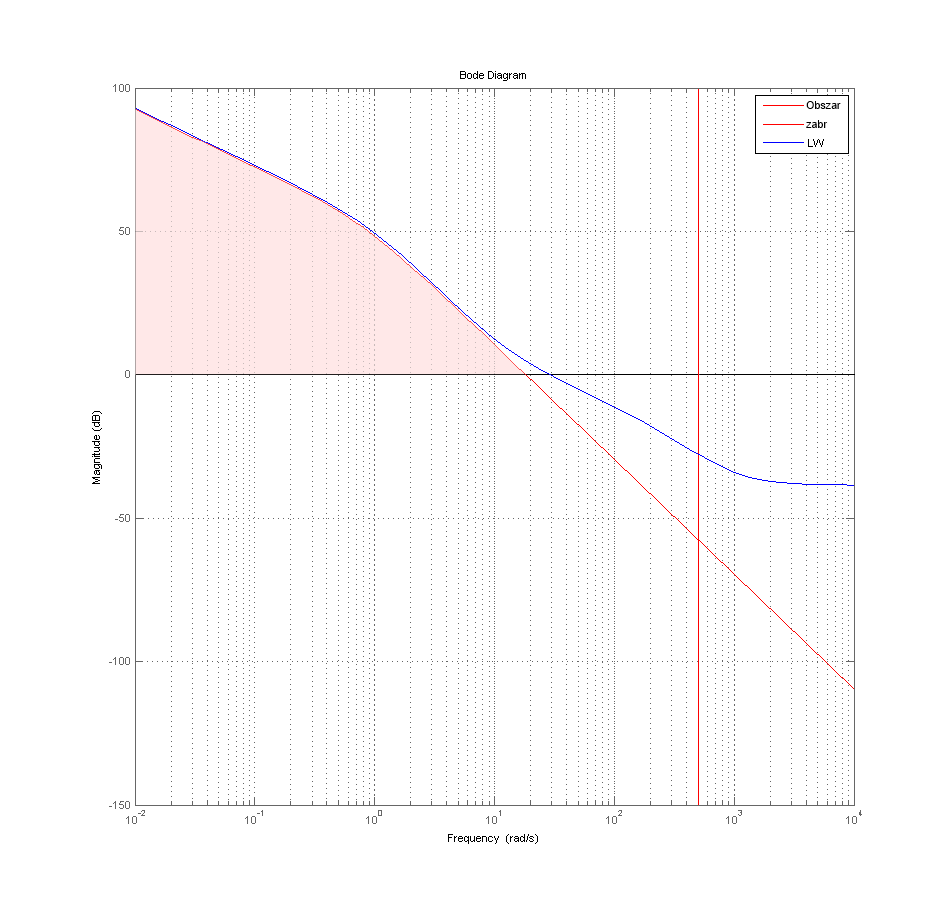 Bode Diagram
Obszar
zabr
LW
100
50
0
-50
-100
-150
Magnitude (dB)
10^-2
10^-1
10^0
10^1
10^2
10^3
10^4
Frequency (rad/s)